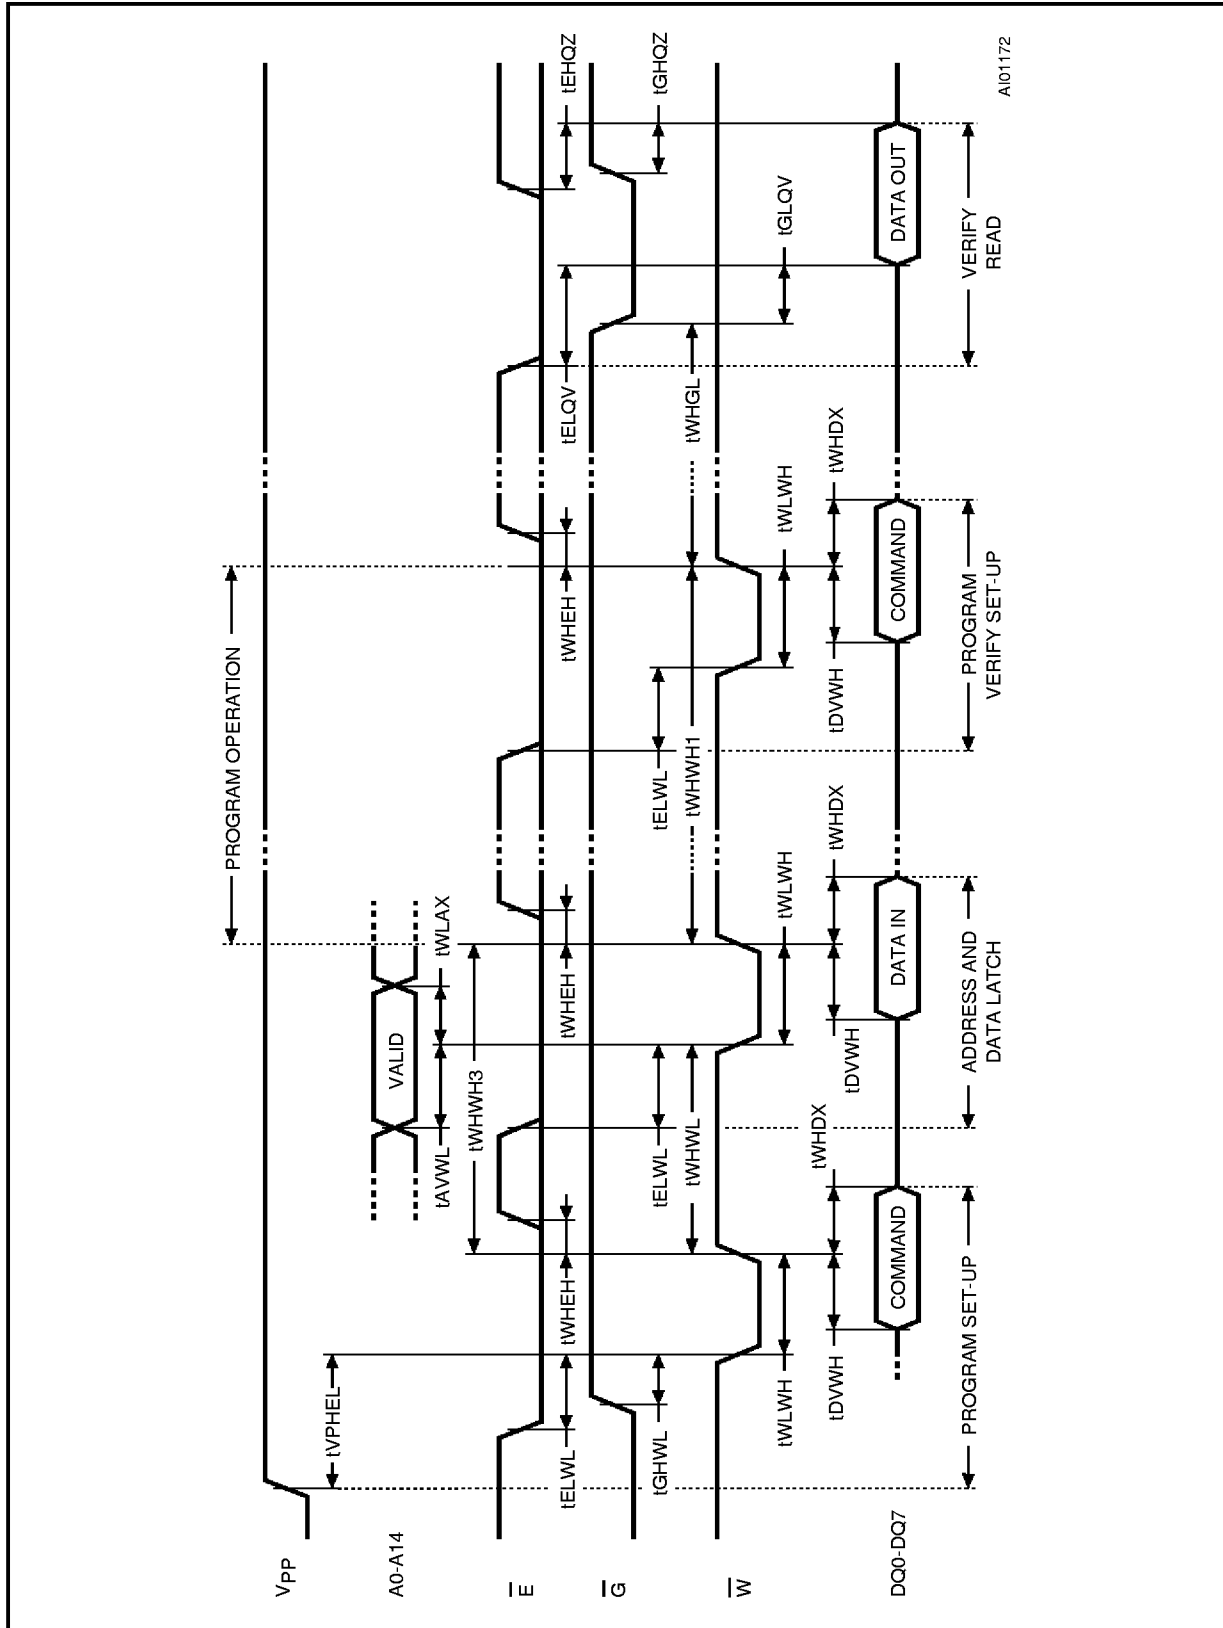 VPP
tVPHEL
PROGRAM OPERATION
A0-A14
VALID
tAVWL
tWLAX
tWHWH3
E
tELWL
tWHEH
tWHEH
tWHEH
tELQV
tEHQZ
G
tGHWL
tELWL
tELWL
tGHQZ
tWHWL
tWHWH1
tWHGL
W
tWLWH
tWLWH
tWLWH
tGLQV
tDVWH
tWHDX
tDVWH
tWHDX
tDVWH
tWHDX
DQ0-DQ7
COMMAND
DATA IN
COMMAND
DATA OUT
PROGRAM SET-UP
ADDRESS AND
DATA LATCH
PROGRAM
VERIFY SET-UP
VERIFY
READ
AI01172